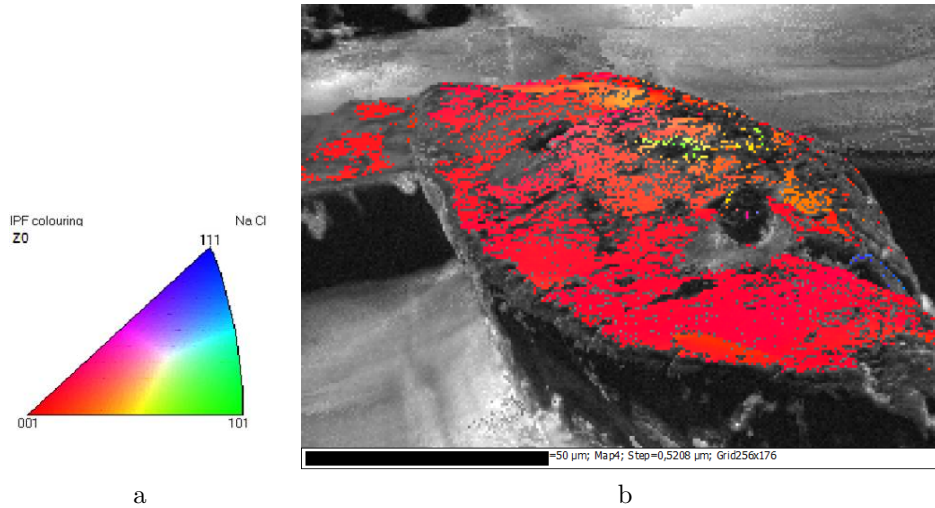 IPF colouring
Z0
Na Cl
111
001
101
=50 µm; Map4; Step=0,5208 µm; Grid256x176
a
b